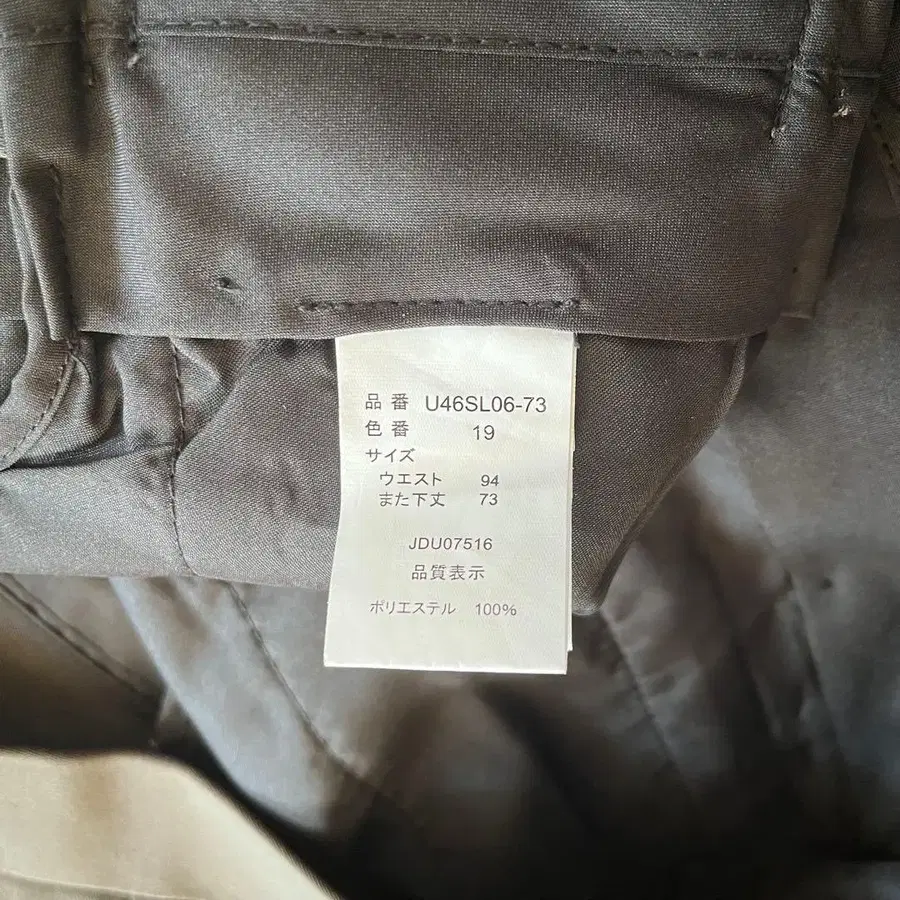 品番 U46SL06-73
色番 19
サイズ
ウエスト 94
また下丈 73
JDU07516
品質表示
ポリエステル 100%